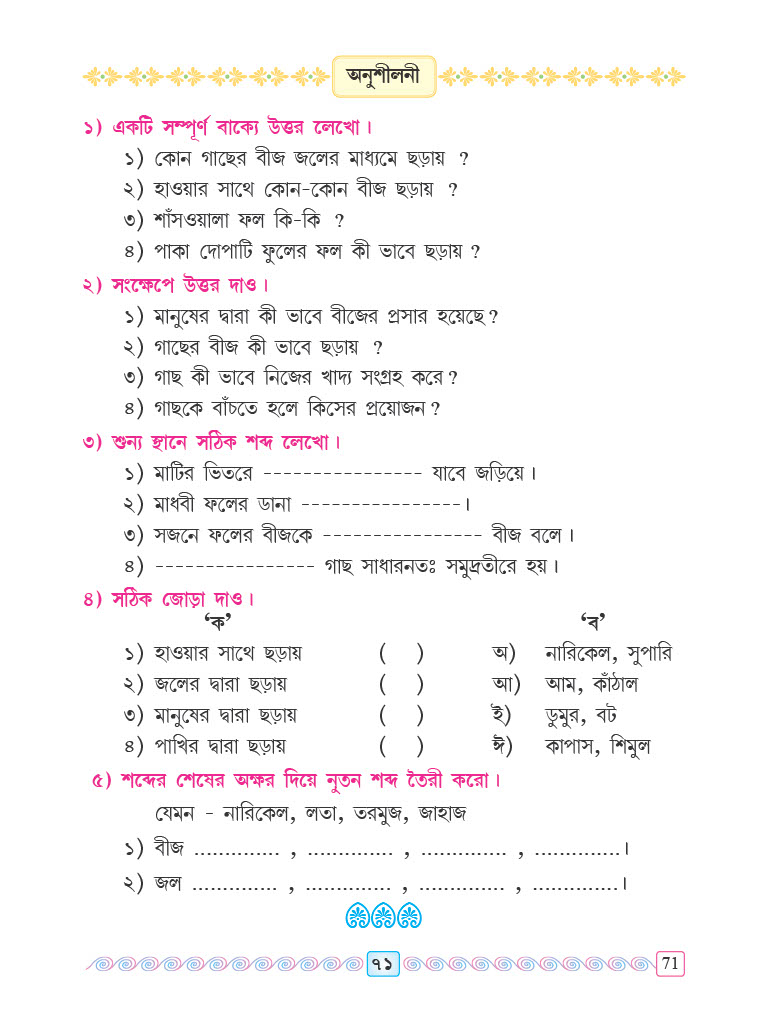 অনুশীলনী
১) একটি সম্পূর্ণ বাক্যে উত্তর লেখো।
১) কোন গাছের বীজ জলের মাধ্যমে ছড়ায় ?
২) হাওয়ার সাথে কোন-কোন বীজ ছড়ায় ?
৩) শাঁসওয়ালা ফল কি-কি ?
৪) পাকা দোপাটি ফুলের ফল কী ভাবে ছড়ায় ?
২) সংক্ষেপে উত্তর দাও।
১) মানুষের দ্বারা কী ভাবে বীজের প্রসার হয়েছে ?
২) গাছের বীজ কী ভাবে ছড়ায় ?
৩) গাছ কী ভাবে নিজের খাদ্য সংগ্রহ করে ?
৪) গাছকে বাঁচতে হলে কিসের প্রয়োজন ?
৩) শুন্য স্থানে সঠিক শব্দ লেখো।
১) মাটির ভিতরে ---------------- যাবে জড়িয়ে।
২) মাধবী ফলের ডানা ----------------।
৩) সজনে ফলের বীজকে ---------------- বীজ বলে।
৪) ---------------- গাছ সাধারনতঃ সমুদ্রতীরে হয়।
৪) সঠিক জোড়া দাও।
‘ক’ ‘ব’
১) হাওয়ার সাথে ছড়ায় ( ) অ) নারিকেল, সুপারি
২) জলের দ্বারা ছড়ায় ( ) আ) আম, কাঁঠাল
৩) মানুষের দ্বারা ছড়ায় ( ) ই) ডুমুর, বট
৪) পাখির দ্বারা ছড়ায় ( ) ঈ) কাপাস, শিমুল
৫) শব্দের শেষের অক্ষর দিয়ে নুতন শব্দ তৈরী করো।
যেমন - নারিকেল, লতা, তরমুজ, জাহাজ
১) বীজ .............. , .............. , .............. , ..............।
২) জল .............. , .............. , .............. , ..............।
৭১ 71